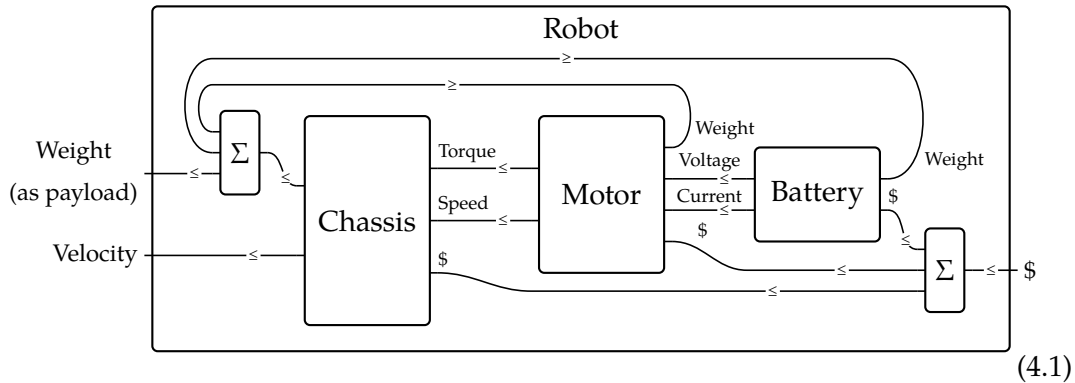 Robot
≥
≥
Weight
(as payload)
≤
Σ
≤
Chassis
Torque
≤
Speed
≤
$
Motor
Weight
Voltage
≤
Current
≤
$
Battery
Weight
$
≤
Velocity
≤
≤
≤
Σ
≤
$
(4.1)